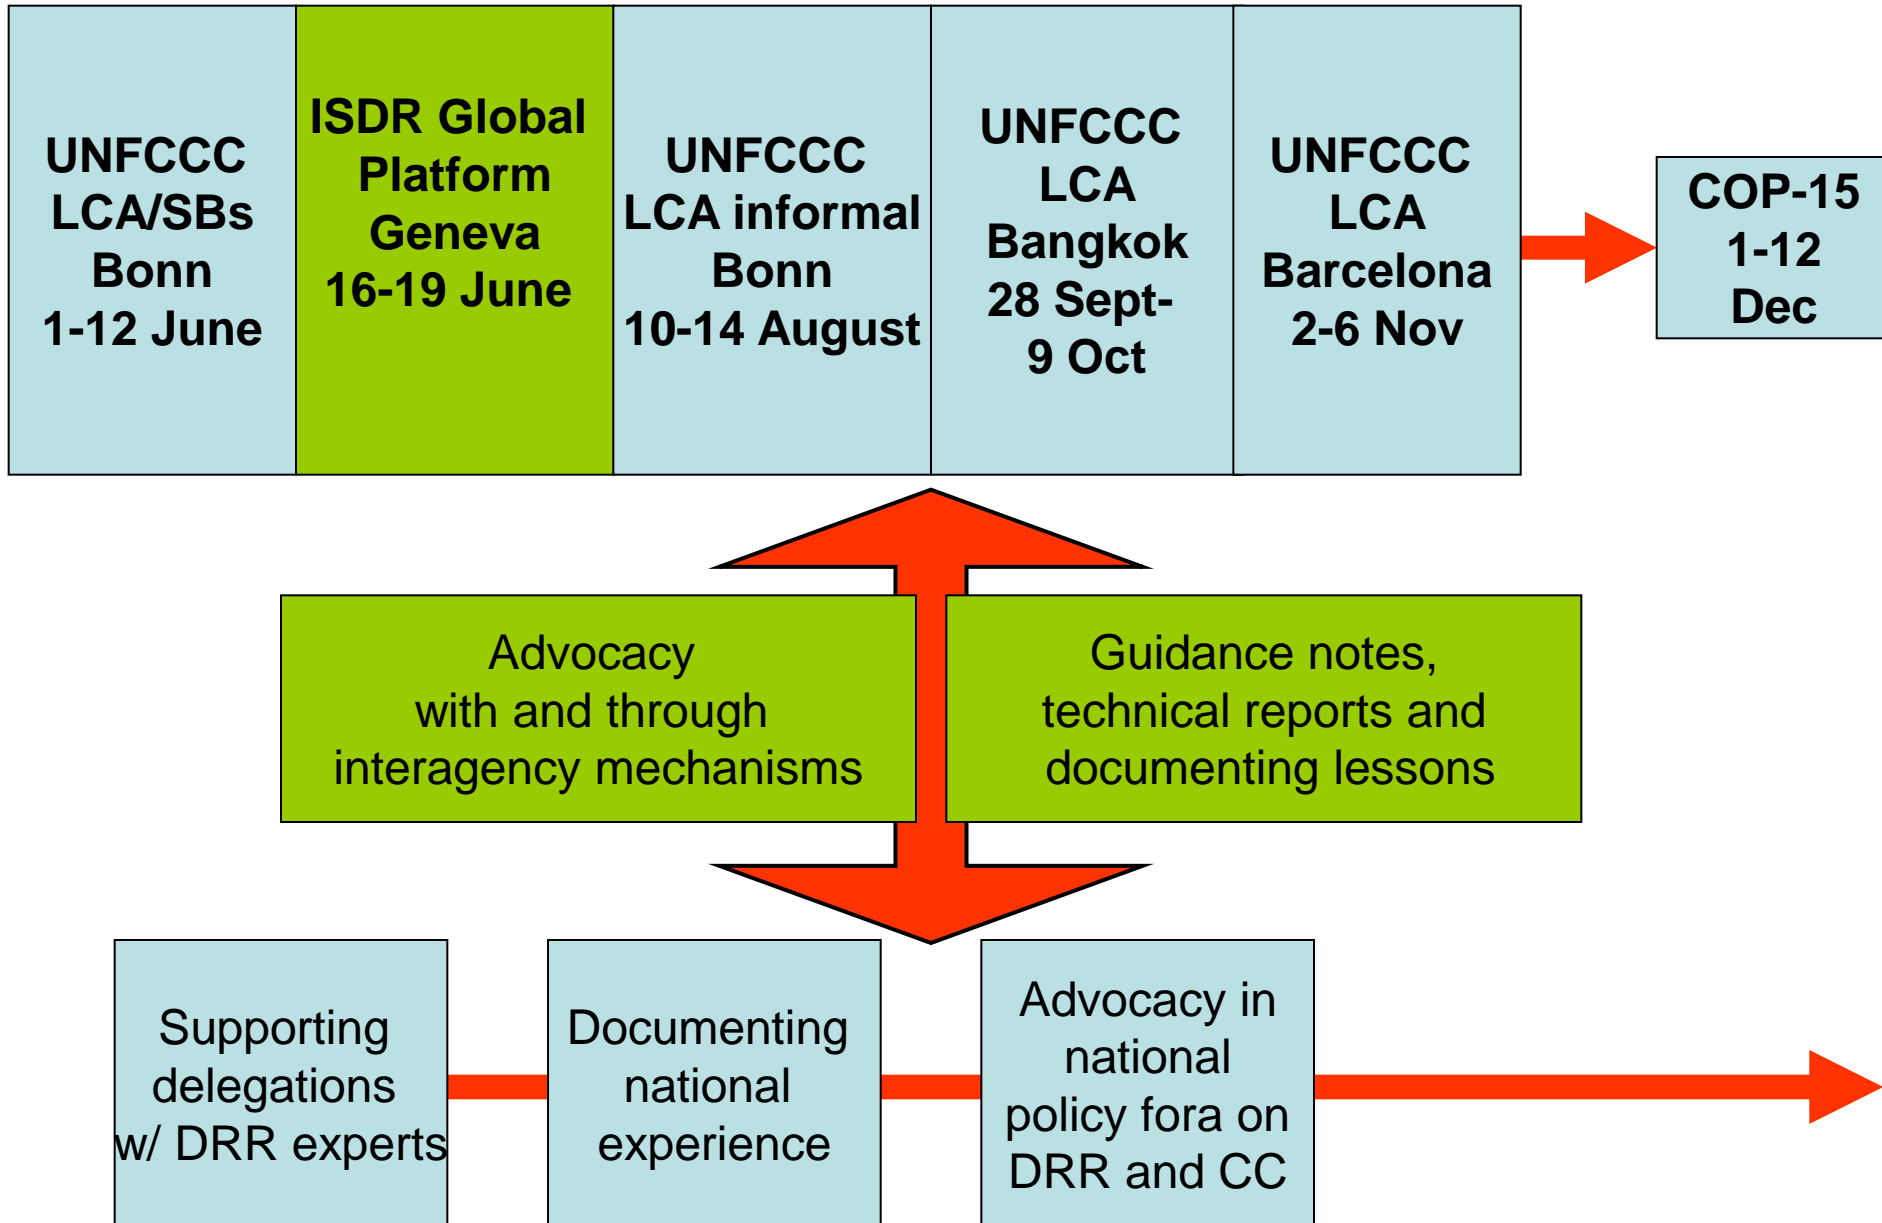 UNFCCC
LCA/SBs
Bonn
1-12 June
ISDR Global
Platform
Geneva
16-19 June
UNFCCC
LCA informal
Bonn
10-14 August
UNFCCC
LCA
Bangkok
28 Sept-
9 Oct
UNFCCC
LCA
Barcelona
2-6 Nov
COP-15
1-12
Dec
Advocacy
with and through
interagency mechanisms
Guidance notes,
technical reports and
documenting lessons
Supporting
delegations
w/ DRR experts
Documenting
national
experience
Advocacy in
national
policy fora on
DRR and CC